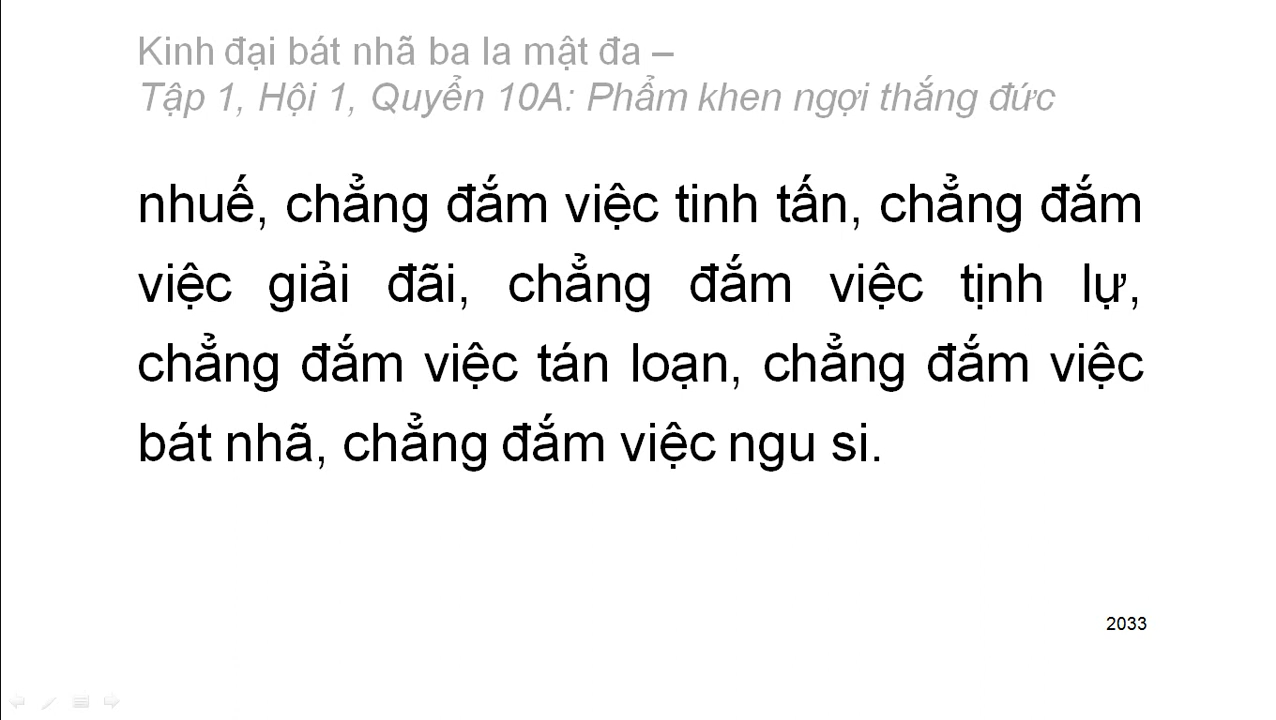 Kinh đại bát nhã ba la mật đa –
Tập 1, Hội 1, Quyển 10A: Phẩm khen ngợi thắng đức
nhuế, chẳng đắm việc tinh tấn, chẳng đắm
việc giải đãi, chẳng đắm việc tịnh lự,
chẳng đắm việc tán loạn, chẳng đắm việc
bát nhã, chẳng đắm việc ngu si.
2033